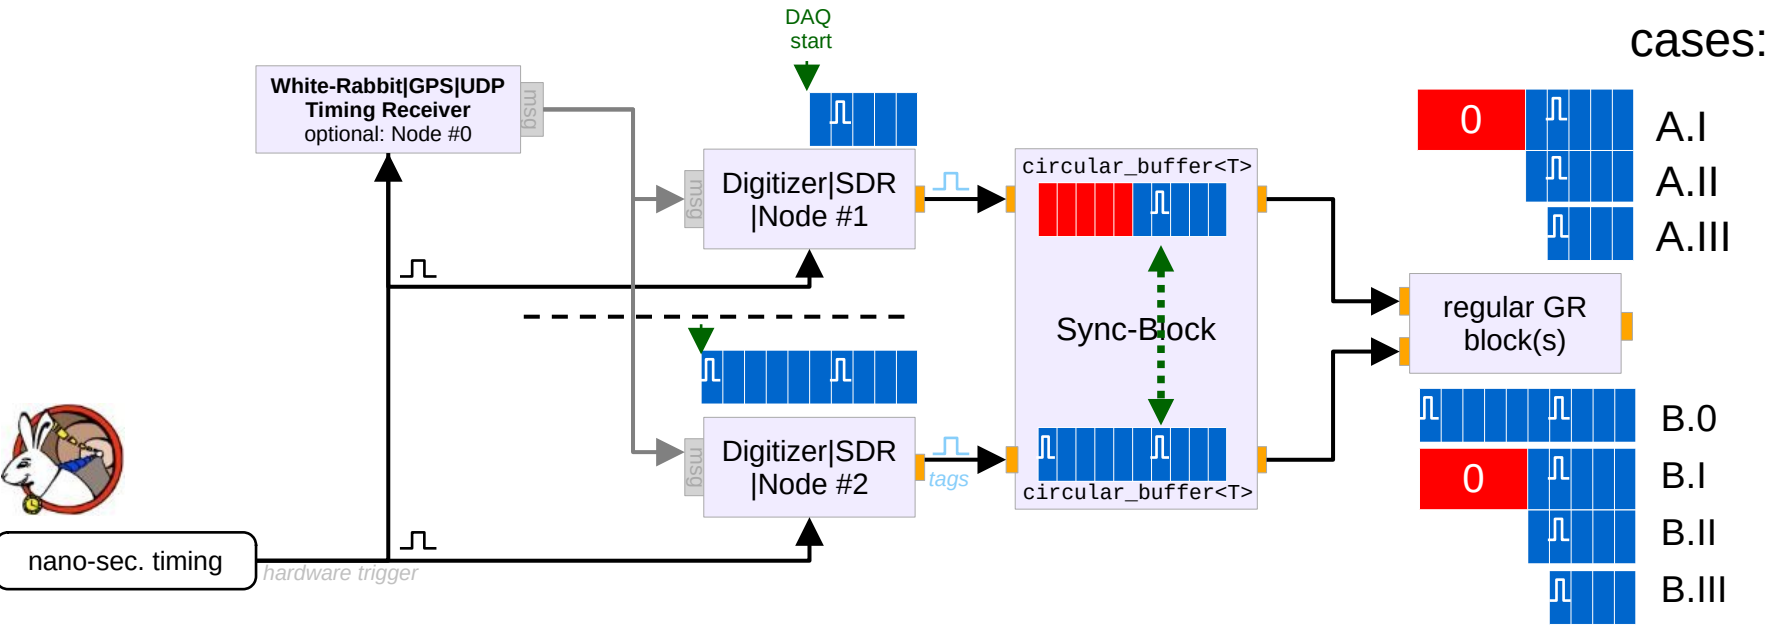 DAQ
start
cases:
White-Rabbit|GPS|UDP
Timing Receiver
optional: Node #0
msg
0
A.I
A.II
A.III
msg
Digitizer|SDR
|Node #1
circular_buffer<T>
Sync-Block
regular GR
block(s)
msg
Digitizer|SDR
|Node #2
tags
circular_buffer<T>
B.0
0
B.I
B.II
B.III
nano-sec. timing
hardware trigger